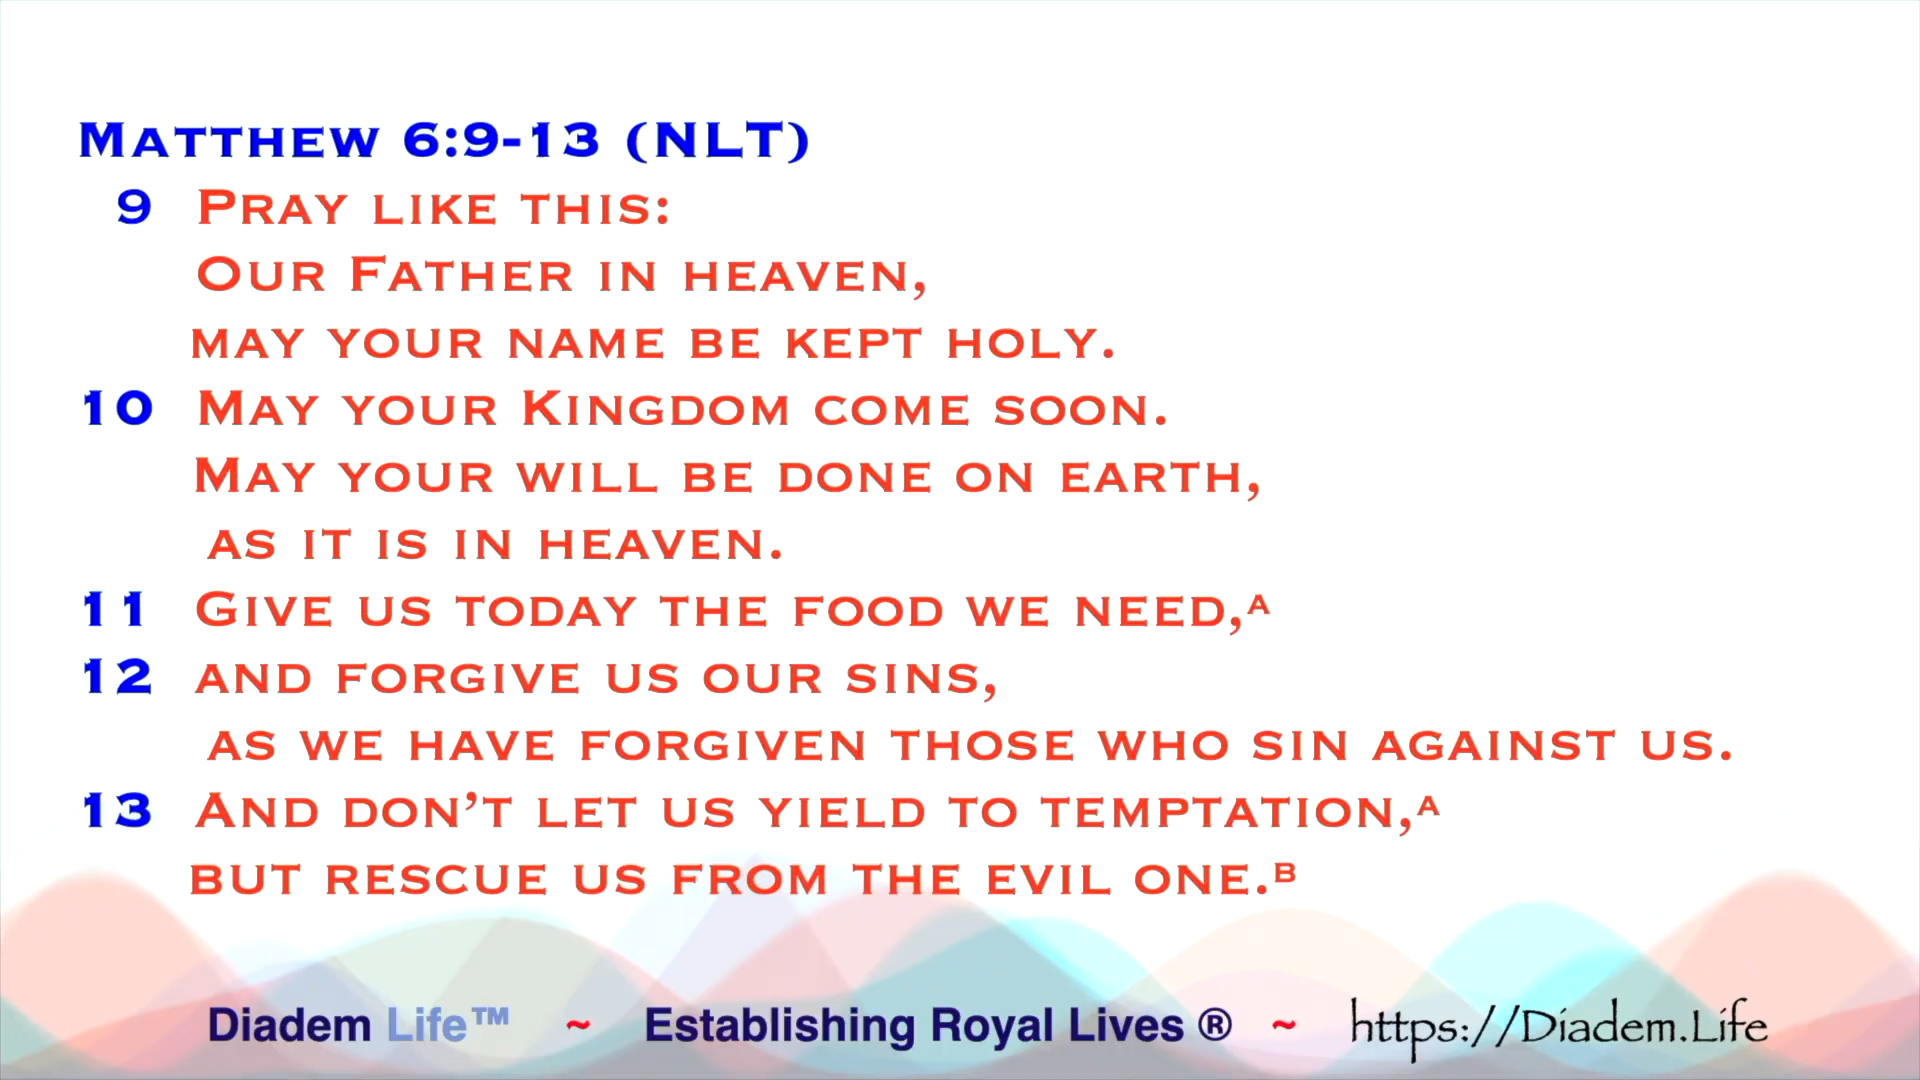 Matthew 6:9-13 (NLT)
9 Pray like this:
Our Father in heaven,
may your name be kept holy.
10 May your Kingdom come soon.
May your will be done on earth,
as it is in heaven.
11 Give us today the food we need,ᴬ
12 and forgive us our sins,
as we have forgiven those who sin against us.
13 And don’t let us yield to temptation,ᴬ
but rescue us from the evil one.ᴮ
Diadem Life™ ~ Establishing Royal Lives ® ~ https://Diadem.Life